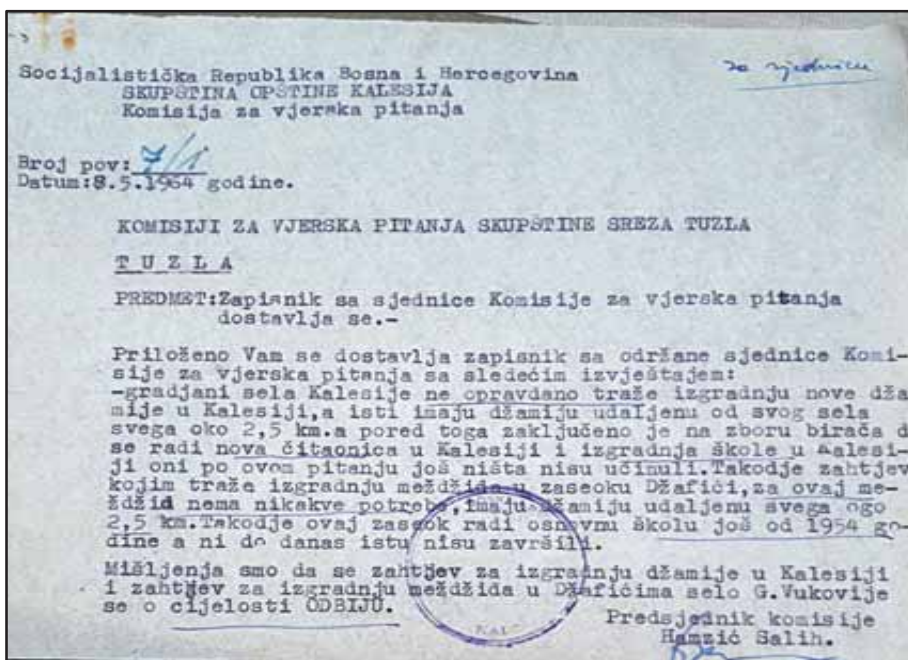 za sjednicu
Socijalistička Republika Bosna i Hercegovina
SKUPŠTINA OPŠTINE KALESIJA
Komisija za vjerska pitanja
Broj pov: 7/1
Datum:8.5.1964 godine.
KOMISIJI ZA VJERSKA PITANJA SKUPŠTINE SREZA TUZLA
T U Z L A
PREDMET:Zapisnik sa sjednice Komisije za vjerska pitanja
dostavlja se.-
Priloženo Vam se dostavlja zapisnik sa održane sjednice Komi-
sije za vjerska pitanja sa sledećim izvještajem:
-gradjani sela Kalesije ne opravdano traže izgradnju nove dža
mije u Kalesiji,a isti imaju džamiju udaljenu od svog sela
svega oko 2,5 km.a pored toga zaključeno je na zboru birača d
se radi nova čitaonica u Kalesiji i izgradnja škole u Kalesi-
ji oni po ovom pitanju još ništa nisu učinuli.Takodje zahtjev
kojim traže izgradnju meždžida u zaseoku Džafići,za ovaj me-
ždžid nema nikakve potrebe,imaju džamiju udaljenu svega ogo
2,5 km.Takodje ovaj zaseok radi osnovnu školu još od 1954 go-
dine a ni do danas istu nisu završili.
Mišljenja smo da se zahtjev za izgradnju džamije u Kalesiji
i zahtjev za izgradnju meždžida u Džafićima selo G.Vukovije
se o cijelosti ODBIJU.
Predsjednik komisije
Hamzić Salih.